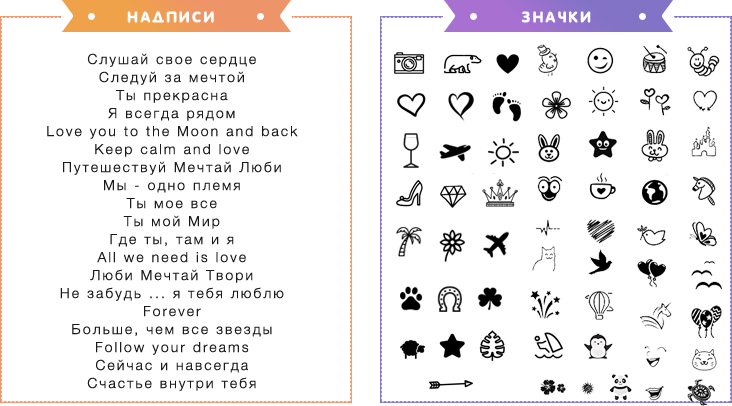 НАДПИСИ
Слушай свое сердце
Следуй за мечтой
Ты прекрасна
Я всегда рядом
Love you to the Moon and back
Keep calm and love
Путешествуй Мечтай Люби
Мы - одно племя
Ты мое все
Ты мой Мир
Где ты, там и я
All we need is love
Люби Мечтай Твори
Не забудь ... я тебя люблю
Forever
Больше, чем все звезды
Follow your dreams
Сейчас и навсегда
Счастье внутри тебя
ЗНАЧКИ